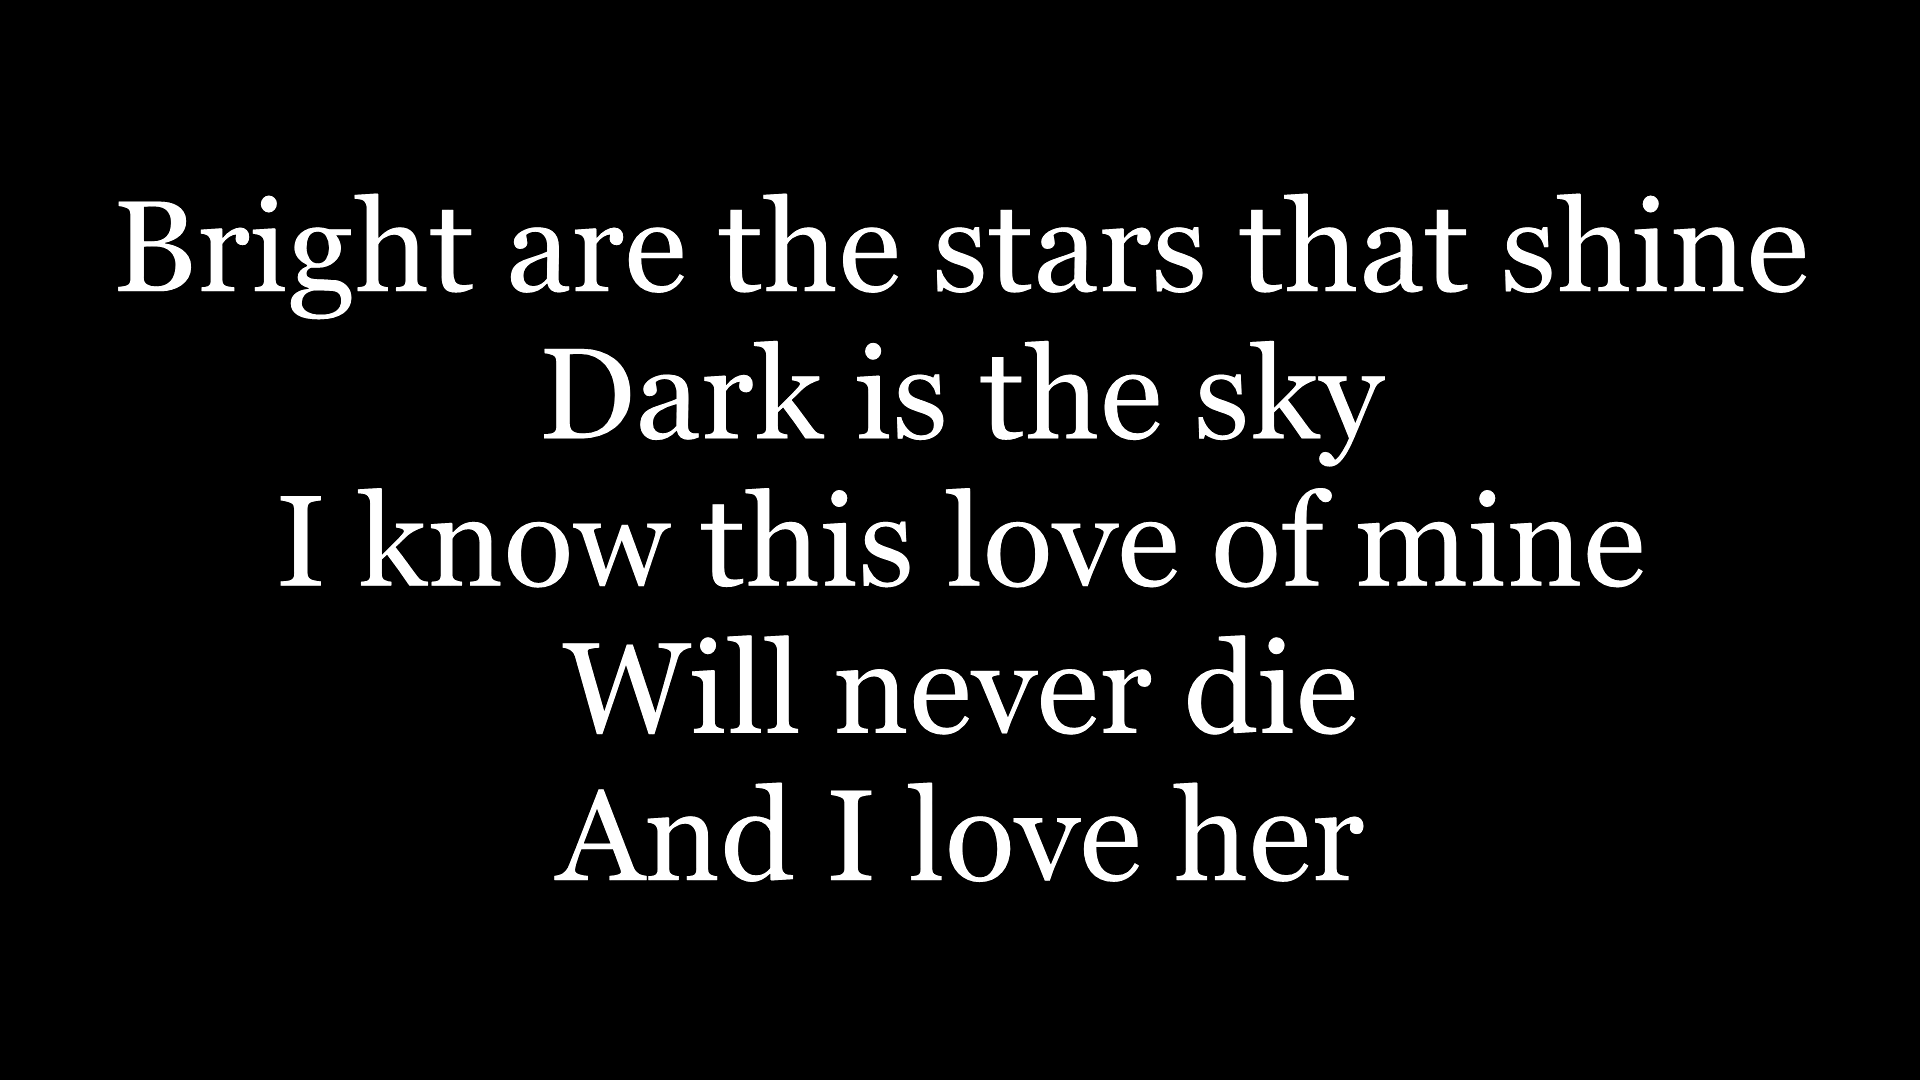 Bright are the stars that shine
Dark is the sky
I know this love of mine
Will never die
And I love her